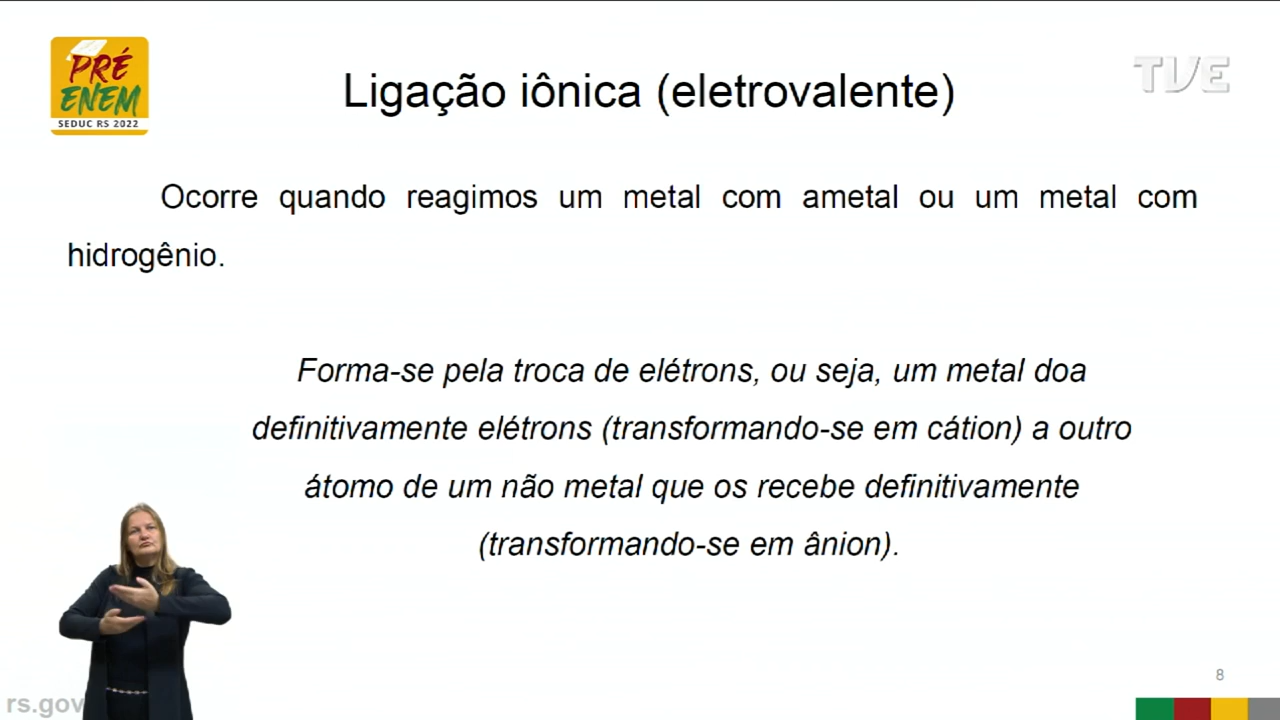 PRÉ
ENEM
SEDUC RS 2022
TVE
Ligação iônica (eletrovalente)
Ocorre quando reagimos um metal com ametal ou um metal com
hidrogênio.
Forma-se pela troca de elétrons, ou seja, um metal doa
definitivamente elétrons (transformando-se em cátion) a outro
átomo de um não metal que os recebe definitivamente
(transformando-se em ânion).
rs.gov
8